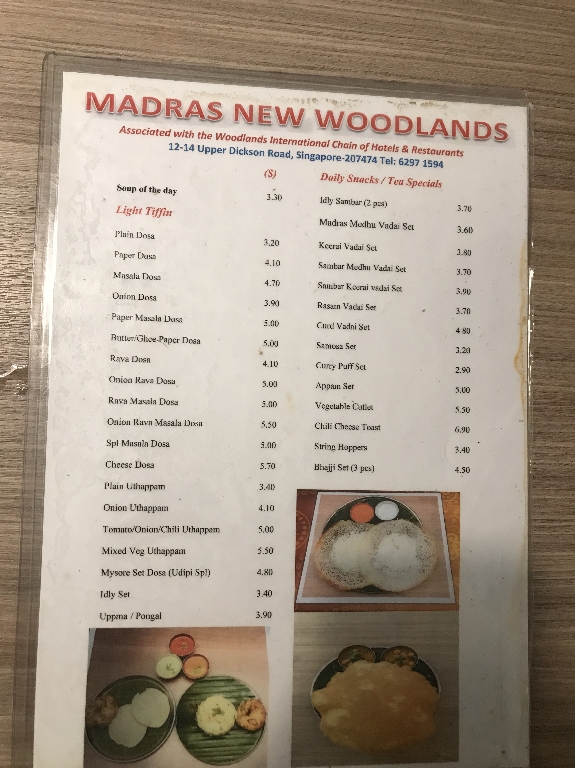 MADRAS NEW WOODLANDS
Associated with the Woodlands International Chain of Hotels & Restaurants
12-14 Upper Dickson Road, Singapore-207474 Tel: 6297 1594
($)
Soup of the day 3.30
Light Tiffin
Plain Dosa 3.20
Paper Dosa 4.10
Masala Dosa 4.70
Onion Dosa 3.90
Paper Masala Dosa 5.00
Butter/Ghee-Paper Dosa 5.00
Rava Dosa 4.10
Onion Rava Dosa 5.00
Rava Masala Dosa 5.00
Onion Rava Masala Dosa 5.50
Spl Masala Dosa 5.00
Cheese Dosa 5.70
Plain Uthappam 3.40
Onion Uthappam 4.10
Tomato/Onion/Chili Uthappam 5.00
Mixed Veg Uthappam 5.50
Mysore Set Dosa (Udipi Spl) 4.80
Idly Set 3.40
Uppma / Pongal 3.90
Daily Snacks / Tea Specials
Idly Sambar (2 pcs) 3.70
Madras Medhu Vadai Set 3.60
Keerai Vadai Set 3.80
Sambar Medhu Vadai Set 3.70
Sambar Keerai vadai Set 3.90
Rasam Vadai Set 3.70
Curd Vadai Set 4.80
Samosa Set 3.20
Curry Puff Set 2.90
Appam Set 5.00
Vegetable Cutlet 5.50
Chili Cheese Toast 6.90
String Hoppers 3.40
Bhajji Set (3 pcs) 4.50